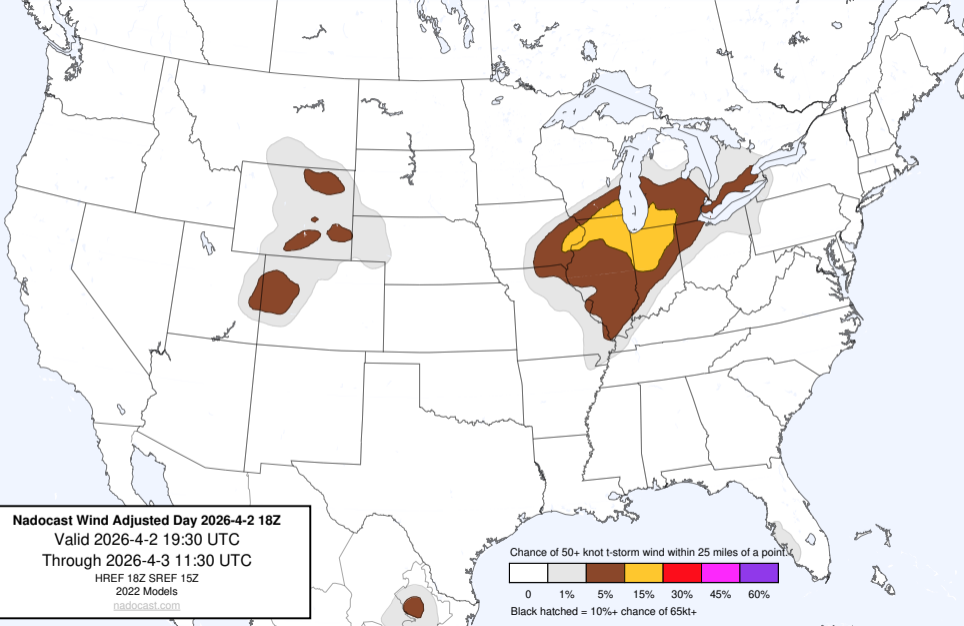 Nadocast Wind Adjusted Day 2026-4-2 18Z
Valid 2026-4-2 19:30 UTC
Through 2026-4-3 11:30 UTC
HREF 18Z SREF 15Z
2022 Models
nadocast.com
Chance of 50+ knot t-storm wind within 25 miles of a point.
0 1% 5% 15% 30% 45% 60%
Black hatched = 10%+ chance of 65kt+